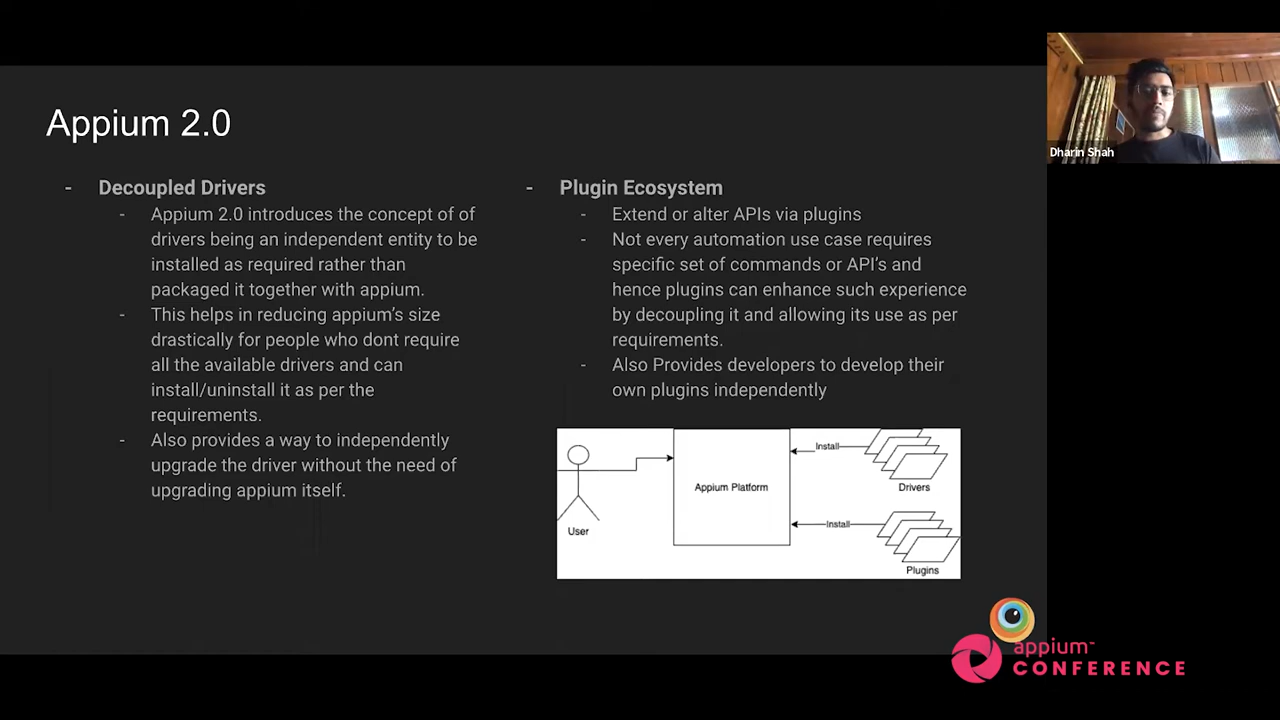 Appium 2.0
- Decoupled Drivers
- Appium 2.0 introduces the concept of of
drivers being an independent entity to be
installed as required rather than
packaged it together with appium.
- This helps in reducing appium's size
drastically for people who dont require
all the available drivers and can
install/uninstall it as per the
requirements.
- Also provides a way to independently
upgrade the driver without the need of
upgrading appium itself.
- Plugin Ecosystem
- Extend or alter APIs via plugins
- Not every automation use case requires
specific set of commands or API's and
hence plugins can enhance such experience
by decoupling it and allowing its use as per
requirements.
- Also Provides developers to develop their
own plugins independently
User
Appium Platform
Install
Drivers
Install
Plugins
Dharin Shah
appium™
CONFERENCE